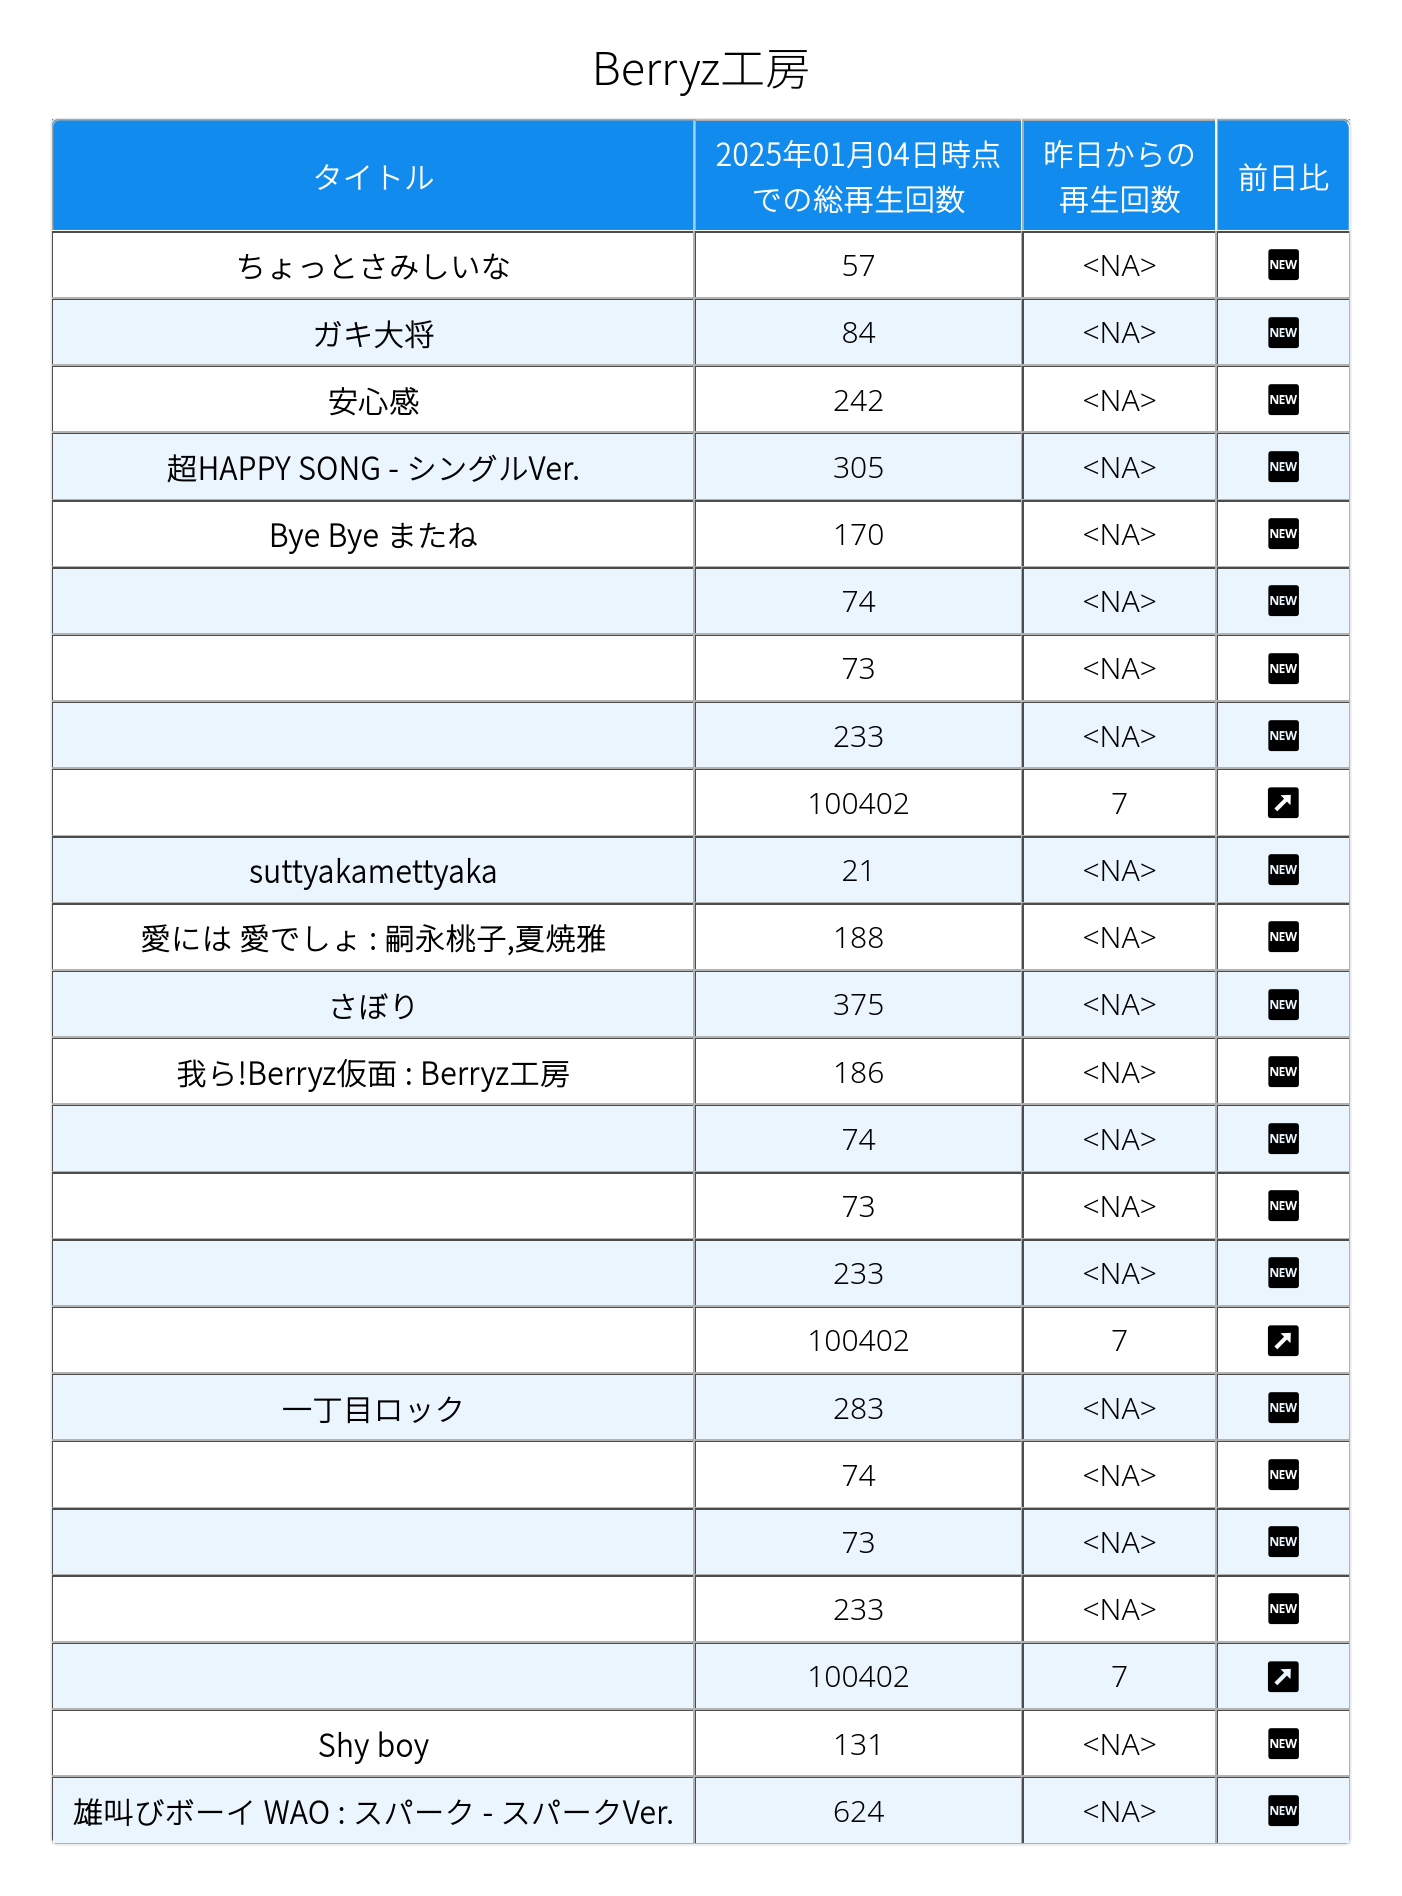 Berryz工房
タイトル 2025年01月04日時点での総再生回数 昨日からの再生回数 前日比
ちょっとさみしいな 57 <NA> NEW
ガキ大将 84 <NA> NEW
安心感 242 <NA> NEW
超HAPPY SONG - シングルVer. 305 <NA> NEW
Bye Bye またね 170 <NA> NEW
74 <NA> NEW
73 <NA> NEW
233 <NA> NEW
100402 7
suttyakamettyaka 21 <NA> NEW
愛には 愛でしょ : 嗣永桃子,夏焼雅 188 <NA> NEW
さぼり 375 <NA> NEW
我ら!Berryz仮面 : Berryz工房 186 <NA> NEW
74 <NA> NEW
73 <NA> NEW
233 <NA> NEW
100402 7
一丁目ロック 283 <NA> NEW
74 <NA> NEW
73 <NA> NEW
233 <NA> NEW
100402 7
Shy boy 131 <NA> NEW
雄叫びボーイ WAO : スパーク - スパークVer. 624 <NA> NEW